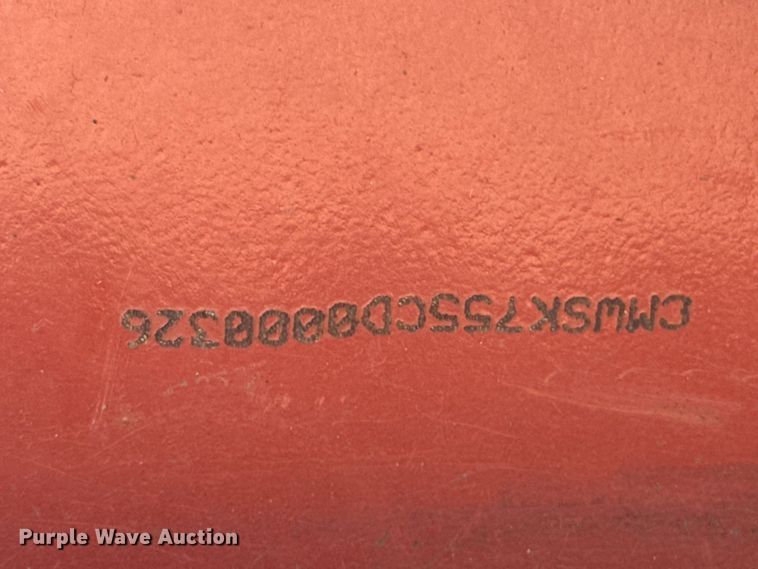 CMWSK755CD0000326
Purple Wave Auction